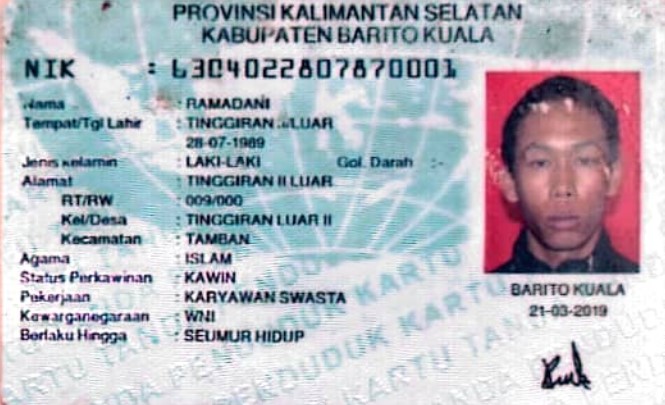 PROVINSI KALIMANTAN SELATAN
KABUPATEN BARITO KUALA
NIK : 6304022807870001
Nama : RAMADANI
Tempat/Tgl Lahir : TINGGIRAN LUAR
28-07-1989
Jenis Kelamin : LAKI-LAKI Gol. Darah :-
Alamat : TINGGIRAN II LUAR
RT/RW : 009/000
Kel/Desa : TINGGIRAN LUAR II
Kecamatan : TAMBAN
Agama : ISLAM
Status Perkawinan : KAWIN
Pekerjaan : KARYAWAN SWASTA
Kewarganegaraan : WNI
Berlaku Hingga : SEUMUR HIDUP
BARITO KUALA
21-03-2019